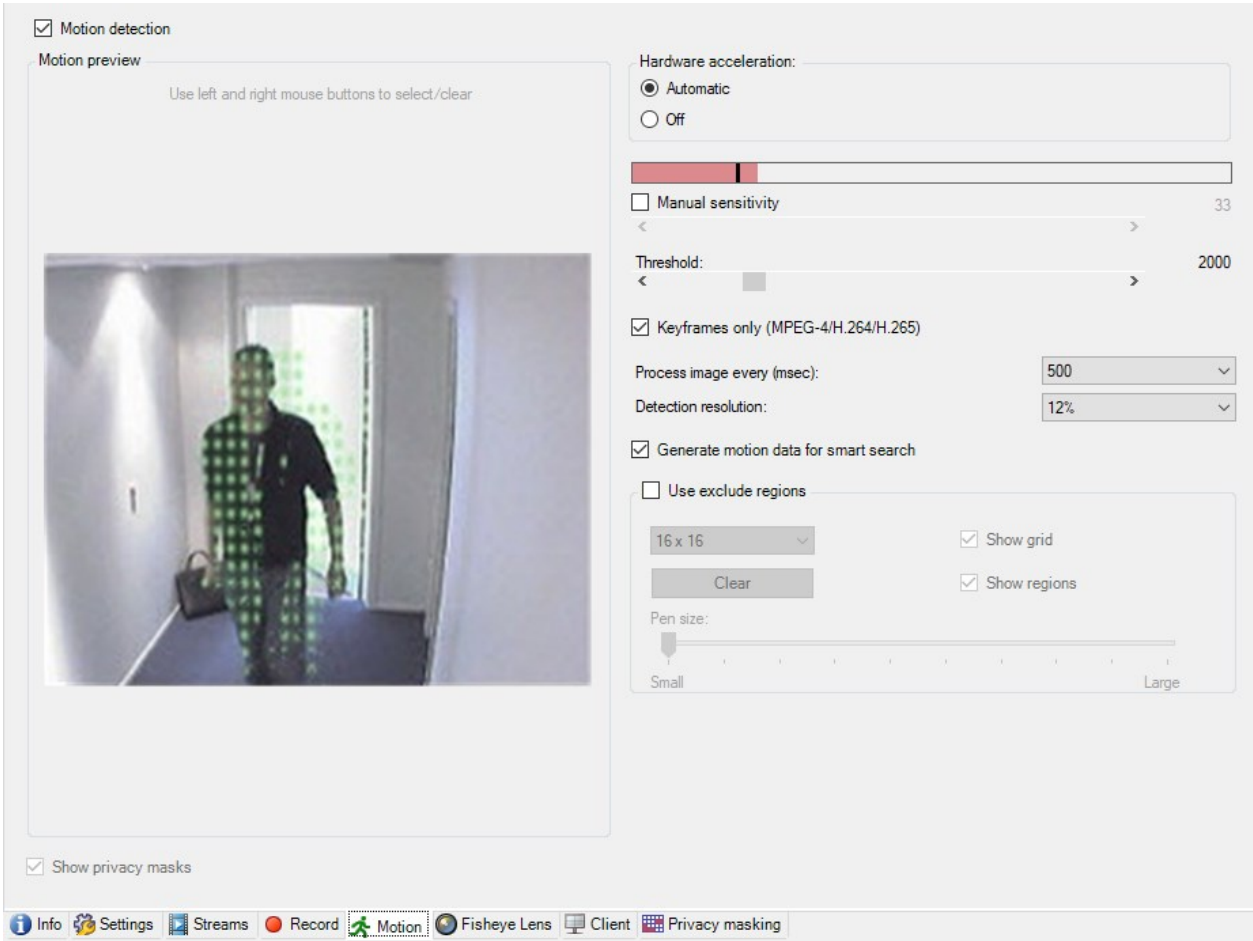 Motion detection
Motion preview
Use left and right mouse buttons to select/clear
Show privacy masks
Hardware acceleration:
Automatic
Off
Manual sensitivity 33
Threshold: 2000
Keyframes only (MPEG-4/H.264/H.265)
Process image every (msec): 500
Detection resolution: 12%
Generate motion data for smart search
Use exclude regions
16 x 16 Show grid
Clear Show regions
Pen size:
Small Large
Info Settings Streams Record Motion Fisheye Lens Client Privacy masking